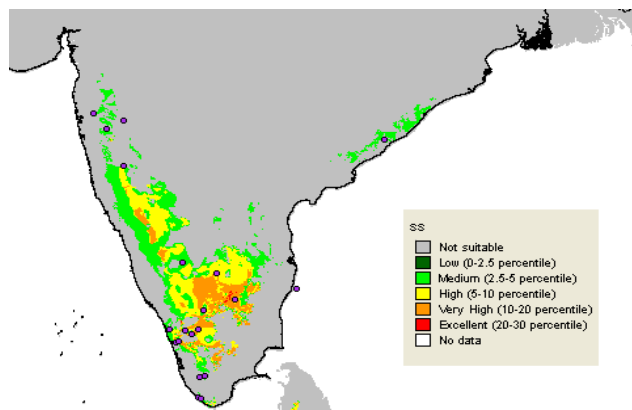 ss
Not suitable
Low (0-2.5 percentile)
Medium (2.5-5 percentile)
High (5-10 percentile)
Very High (10-20 percentile)
Excellent (20-30 percentile)
No data